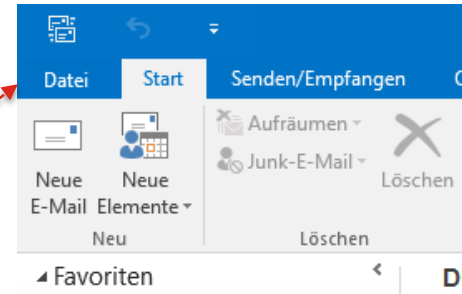 Datei Start Senden/Empfangen
Aufräumen
Junk-E-Mail
Neue Neue Löschen
E-Mail Elemente
Neu Löschen
Favoriten D